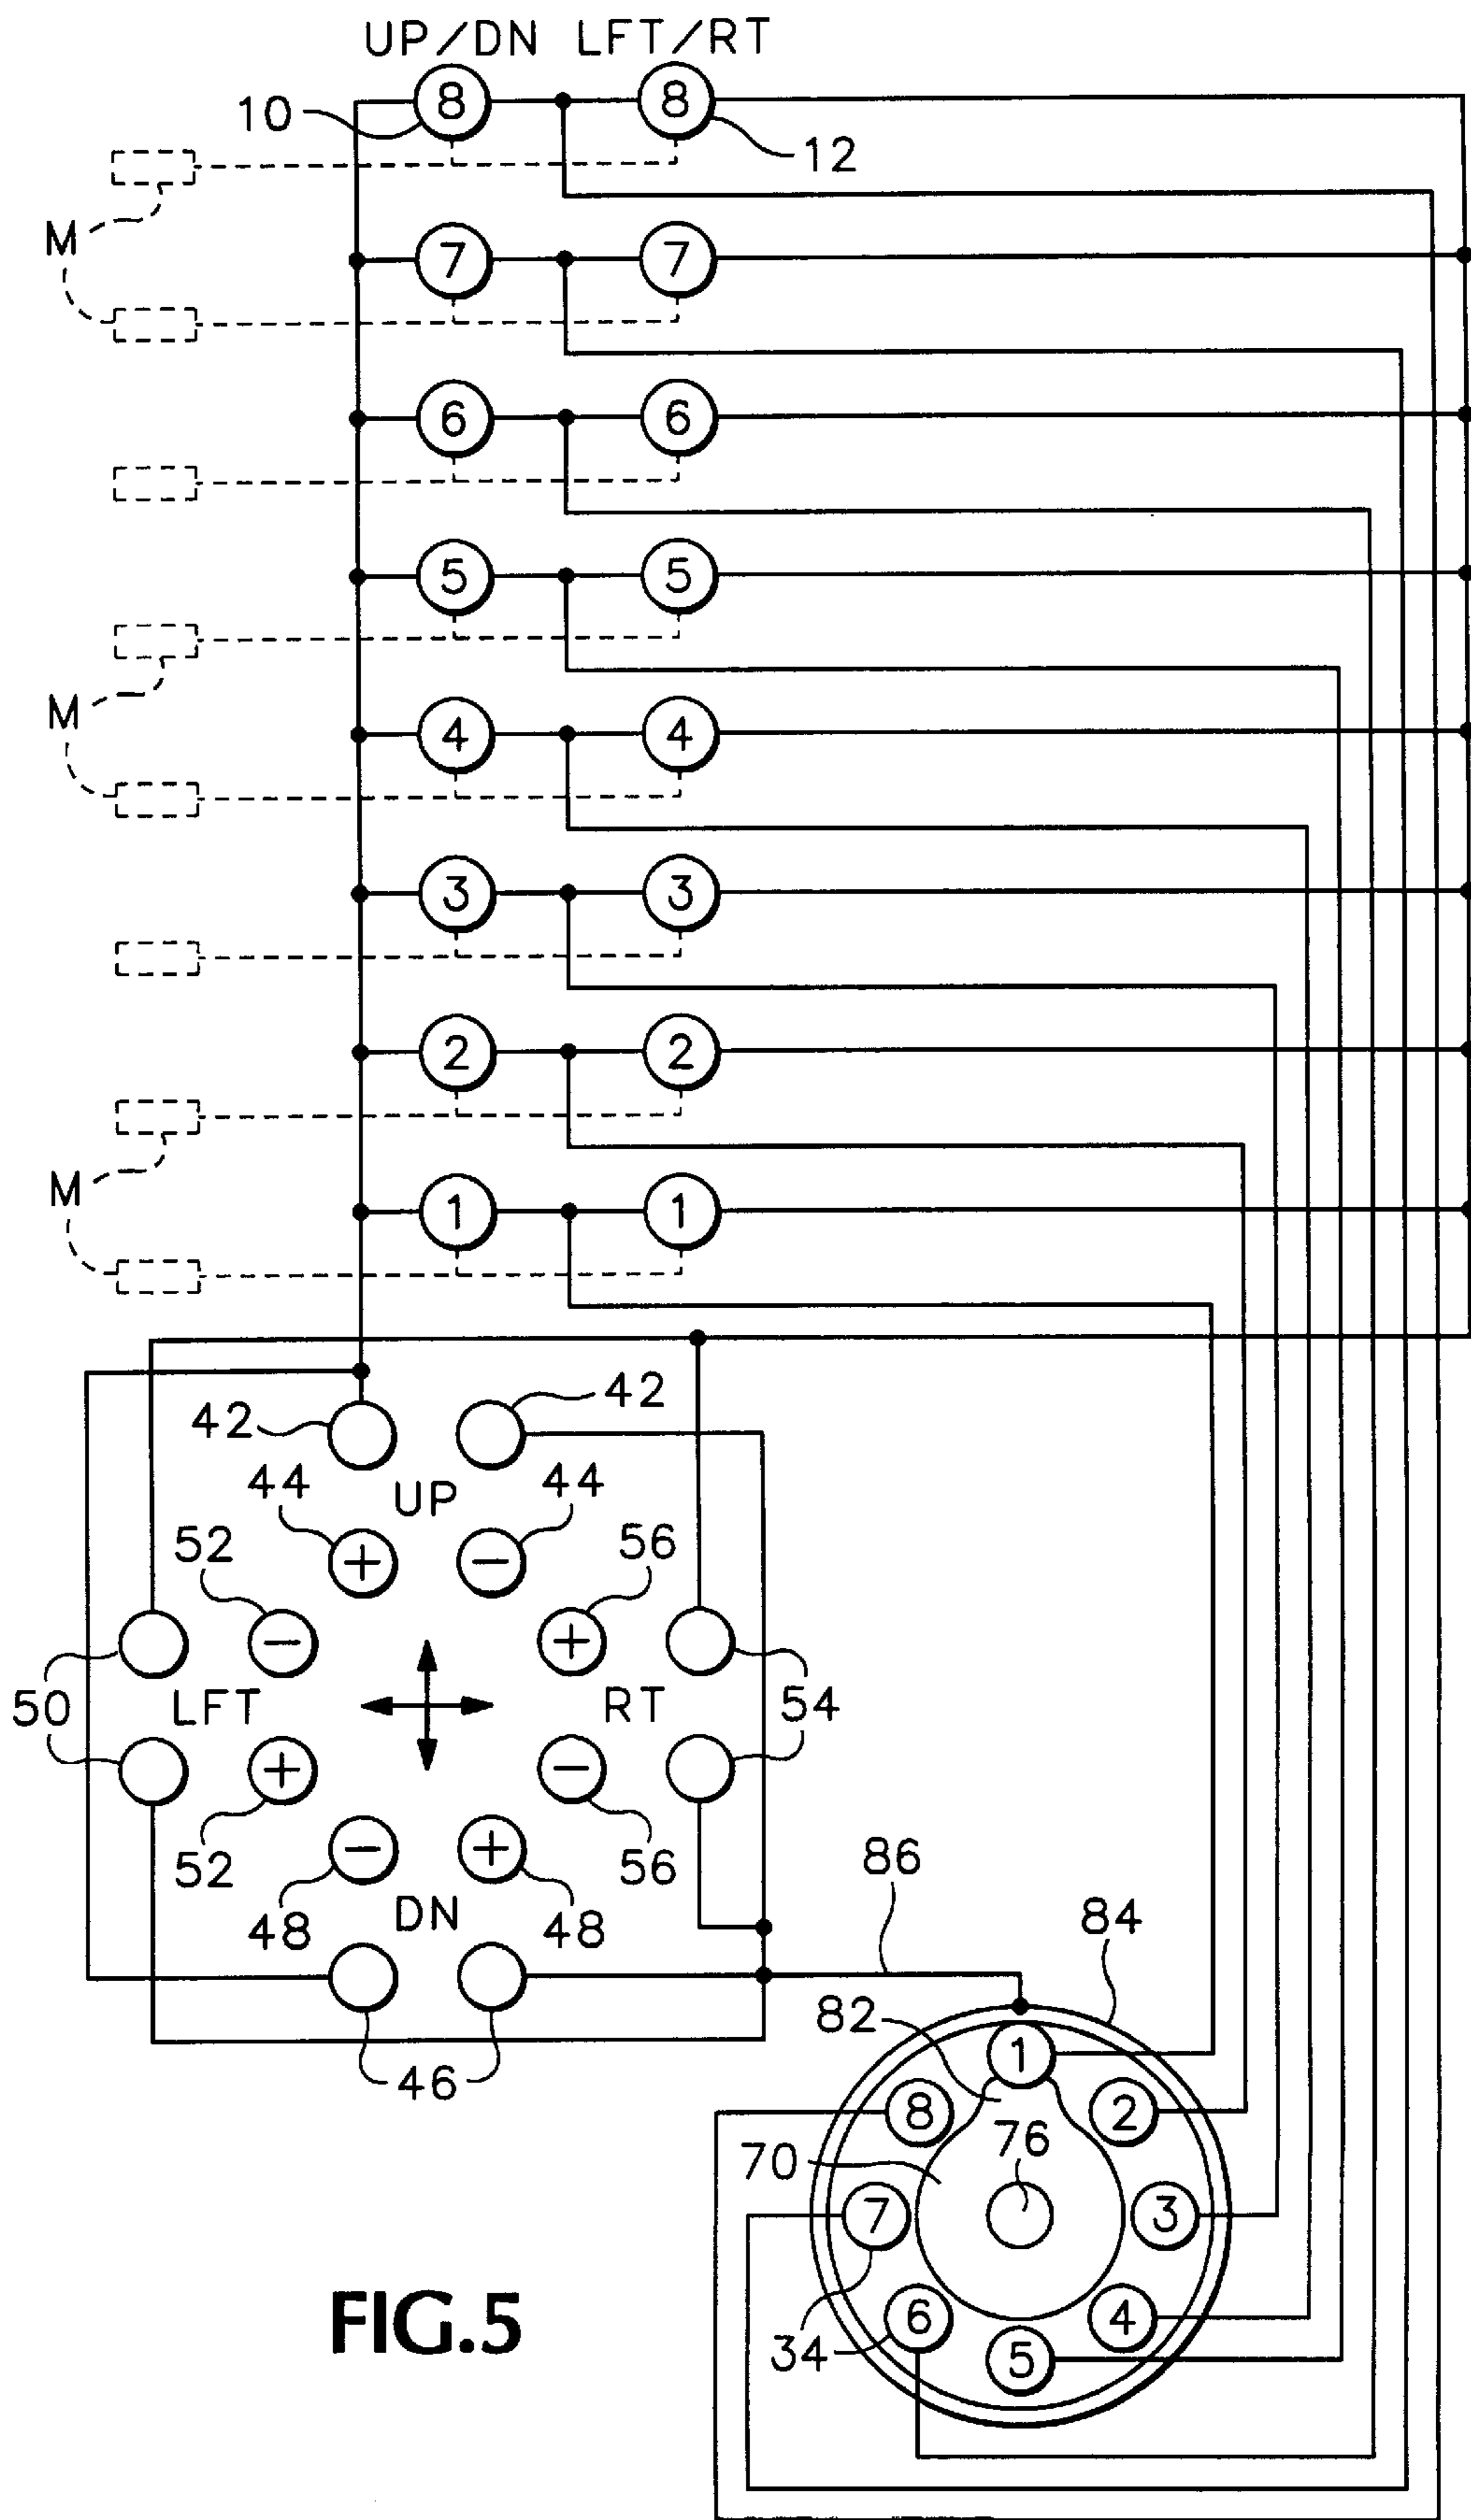 UP/DN LFT/RT
10 8 8 12
M
7 7
6 6
5 5
M
4 4
3 3
2 2
M
1 1
42 42
44 UP 44
52 + − 56
− +
50 LFT RT 54
+ −
52 − + 56
48 DN 48
86
84
46 82 1
8 2
70 76
7 3
34 6 4
5
FIG.5